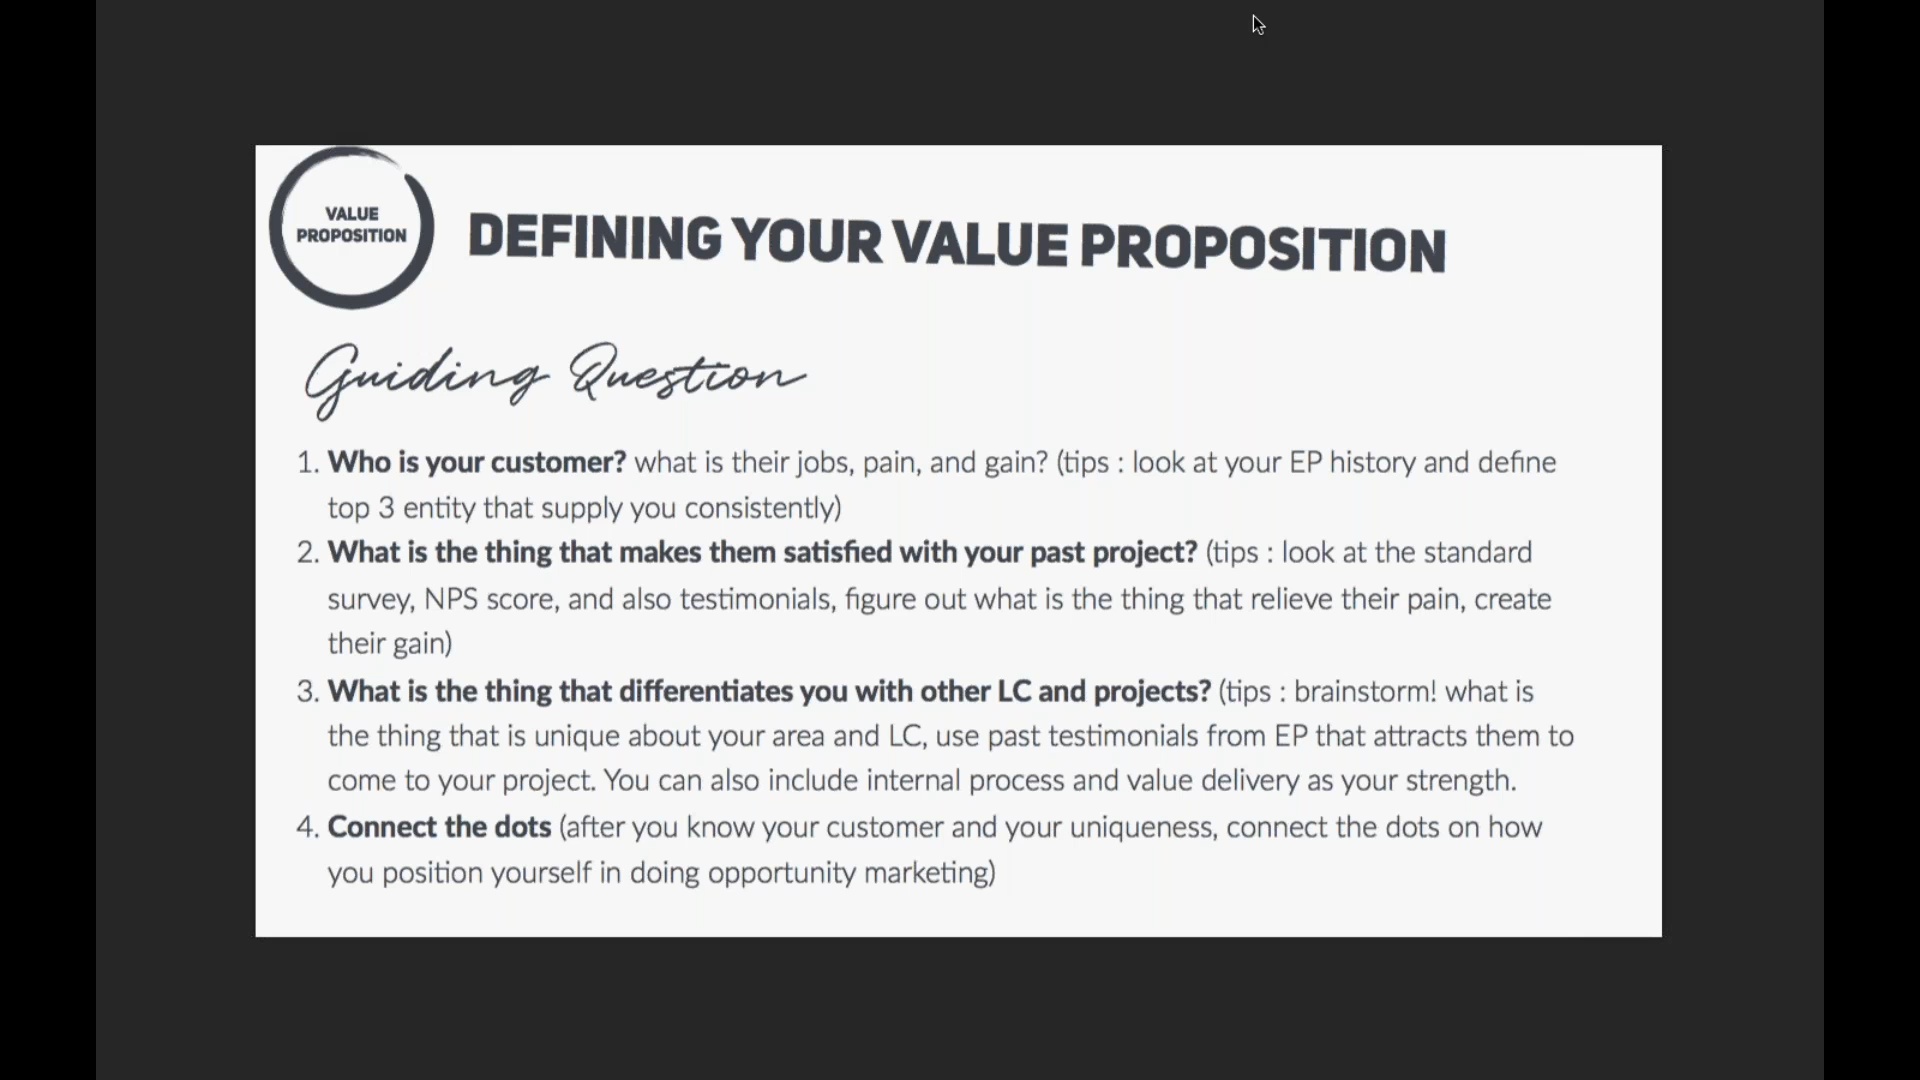 VALUE
PROPOSITION
DEFINING YOUR VALUE PROPOSITION
Guiding Question
1. Who is your customer? what is their jobs, pain, and gain? (tips : look at your EP history and define
top 3 entity that supply you consistently)
2. What is the thing that makes them satisfied with your past project? (tips : look at the standard
survey, NPS score, and also testimonials, figure out what is the thing that relieve their pain, create
their gain)
3. What is the thing that differentiates you with other LC and projects? (tips : brainstorm! what is
the thing that is unique about your area and LC, use past testimonials from EP that attracts them to
come to your project. You can also include internal process and value delivery as your strength.
4. Connect the dots (after you know your customer and your uniqueness, connect the dots on how
you position yourself in doing opportunity marketing)